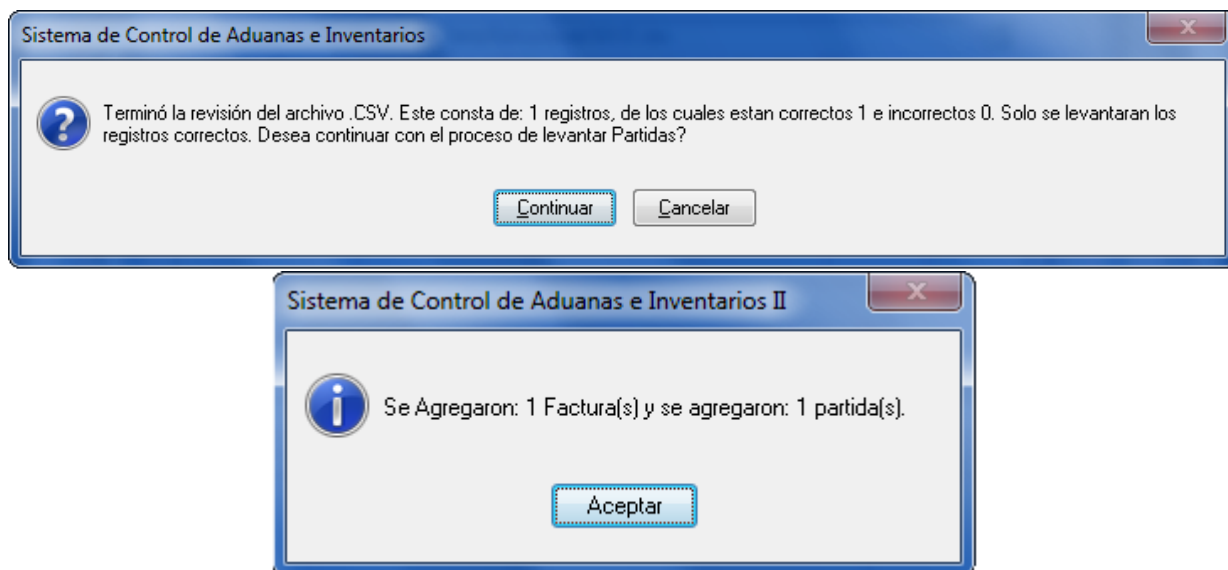 Sistema de Control de Aduanas e Inventarios
Terminó la revisión del archivo .CSV. Este consta de: 1 registros, de los cuales estan correctos 1 e incorrectos 0. Solo se levantaran los
registros correctos. Desea continuar con el proceso de levantar Partidas?
Continuar Cancelar
Sistema de Control de Aduanas e Inventarios II
Se Agregaron: 1 Factura(s) y se agregaron: 1 partida(s).
Aceptar